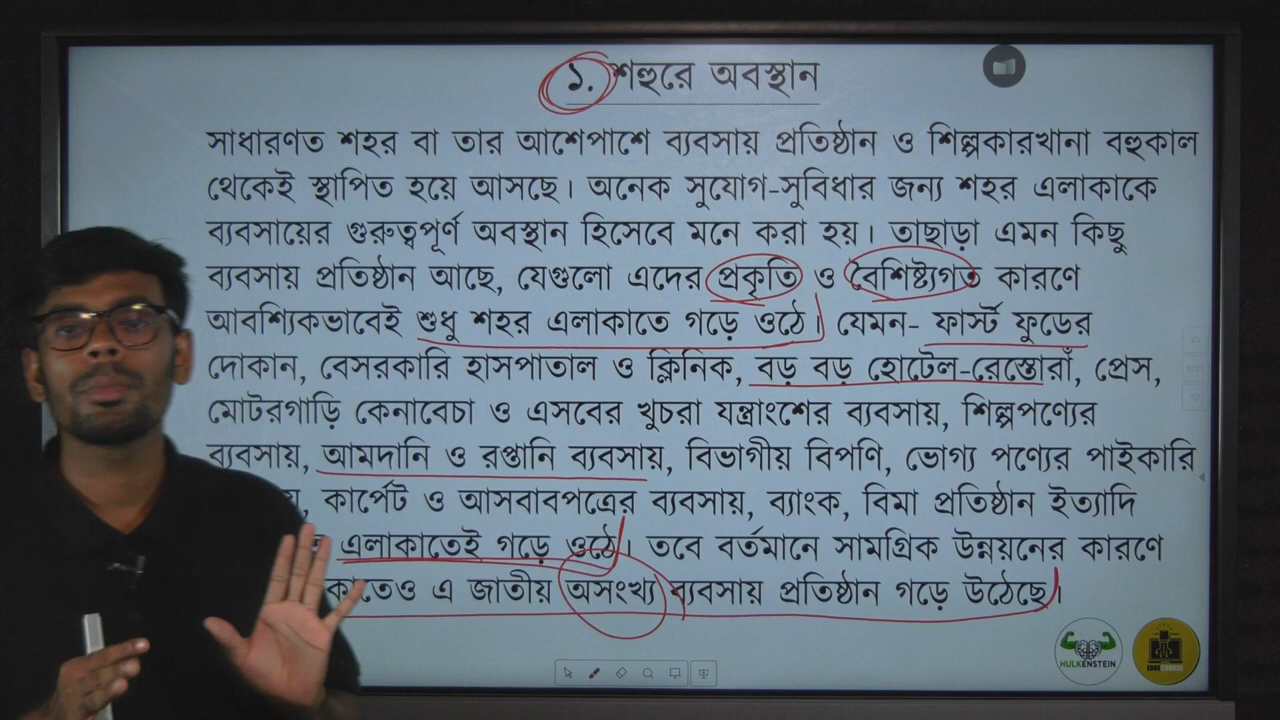 ১. শহুরে অবস্থান
সাধারণত শহর বা তার আশেপাশে ব্যবসায় প্রতিষ্ঠান ও শিল্পকারখানা বহুকাল
থেকেই স্থাপিত হয়ে আসছে। অনেক সুযোগ-সুবিধার জন্য শহর এলাকাকে
ব্যবসায়ের গুরুত্বপূর্ণ অবস্থান হিসেবে মনে করা হয়। তাছাড়া এমন কিছু
ব্যবসায় প্রতিষ্ঠান আছে, যেগুলো এদের প্রকৃতি ও বৈশিষ্ট্যগত কারণে
আবশ্যিকভাবেই শুধু শহর এলাকাতে গড়ে ওঠে। যেমন- ফার্স্ট ফুডের
দোকান, বেসরকারি হাসপাতাল ও ক্লিনিক, বড় বড় হোটেল-রেস্তোরাঁ, প্রেস,
মোটরগাড়ি কেনাবেচা ও এসবের খুচরা যন্ত্রাংশের ব্যবসায়, শিল্পপণ্যের
ব্যবসায়, আমদানি ও রপ্তানি ব্যবসায়, বিভাগীয় বিপণি, ভোগ্য পণ্যের পাইকারি
কার্পেট ও আসবাবপত্রের ব্যবসায়, ব্যাংক, বিমা প্রতিষ্ঠান ইত্যাদি
এলাকাতেই গড়ে ওঠে। তবে বর্তমানে সামগ্রিক উন্নয়নের কারণে
এ জাতীয় অসংখ্য ব্যবসায় প্রতিষ্ঠান গড়ে উঠেছে।
HULKENSTEIN